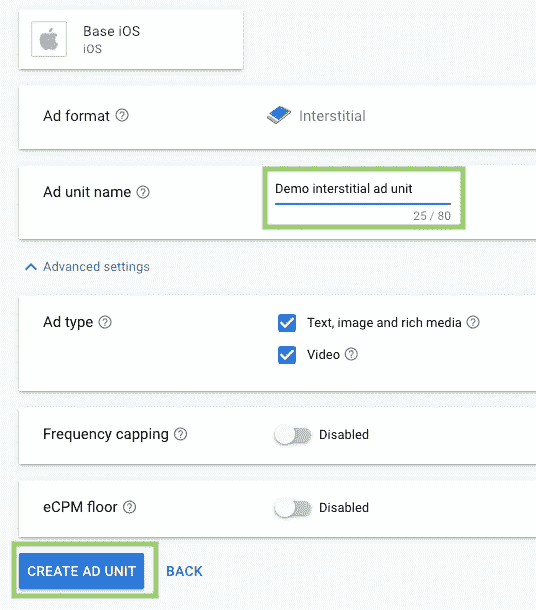 Base iOS
iOS
Ad format
Interstitial
Ad unit name
Demo interstitial ad unit
25 / 80
Advanced settings
Ad type
Text, image and rich media
Video
Frequency capping
Disabled
eCPM floor
Disabled
CREATE AD UNIT
BACK